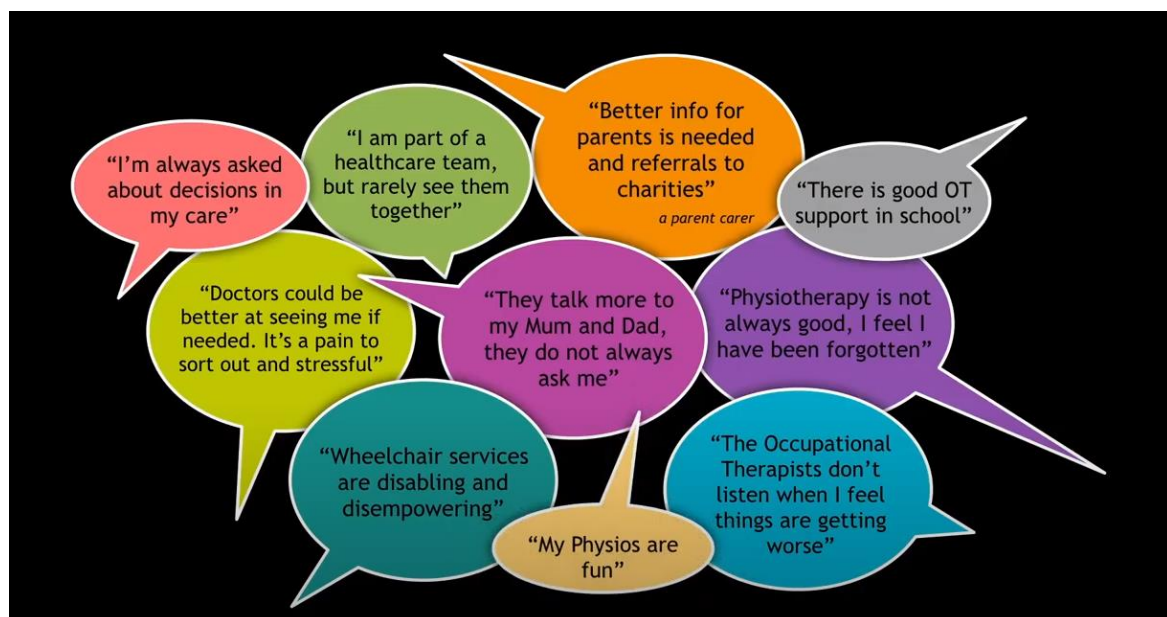 “I’m always asked
about decisions in
my care”
“I am part of a
healthcare team,
but rarely see them
together”
“Better info for
parents is needed
and referrals to
charities”
a parent carer
“There is good OT
support in school”
“Doctors could be
better at seeing me if
needed. It’s a pain to
sort out and stressful”
“They talk more to
my Mum and Dad,
they do not always
ask me”
“Physiotherapy is not
always good, I feel I
have been forgotten”
“Wheelchair services
are disabling and
disempowering”
“My Physios are
fun”
“The Occupational
Therapists don’t
listen when I feel
things are getting
worse”